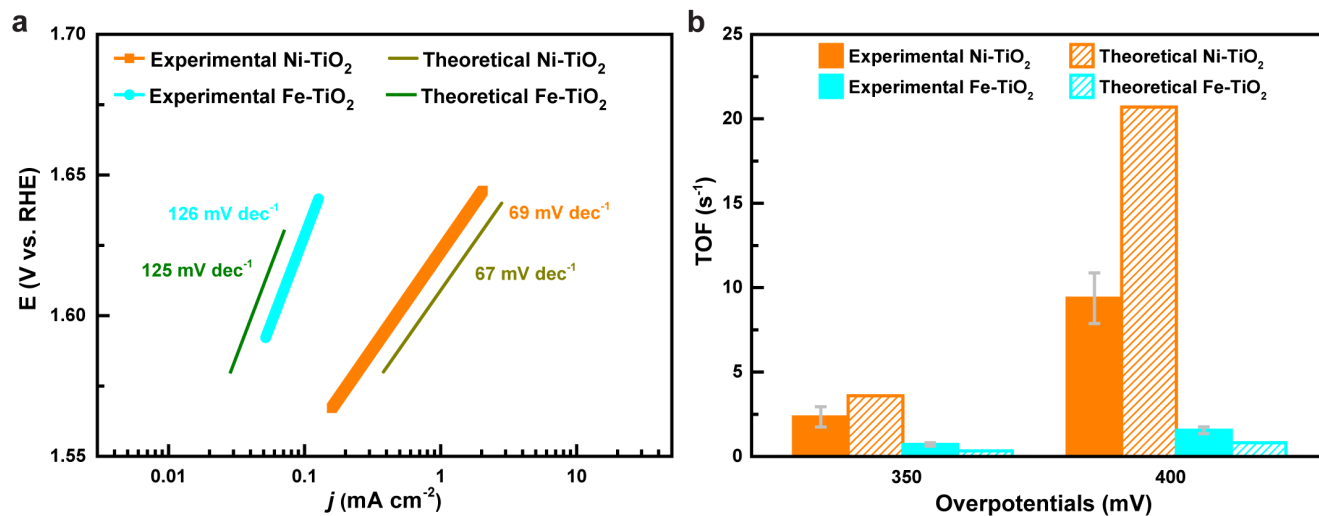 a
1.70
1.65
1.60
1.55
E (V vs. RHE)
Experimental Ni-TiO₂
Theoretical Ni-TiO₂
Experimental Fe-TiO₂
Theoretical Fe-TiO₂
126 mV dec⁻¹
69 mV dec⁻¹
125 mV dec⁻¹
67 mV dec⁻¹
0.01
0.1
1
10
j (mA cm⁻²)
b
25
20
15
10
5
0
TOF (s⁻¹)
Experimental Ni-TiO₂
Theoretical Ni-TiO₂
Experimental Fe-TiO₂
Theoretical Fe-TiO₂
350
400
Overpotentials (mV)